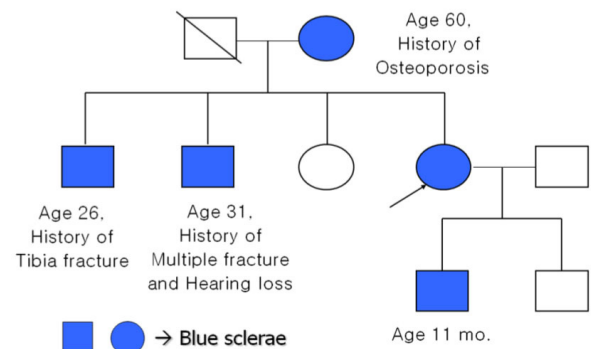 Age 60,
History of
Osteoporosis
Age 26,
History of
Tibia fracture
Age 31,
History of
Multiple fracture
and Hearing loss
Age 11 mo.
→ Blue sclerae